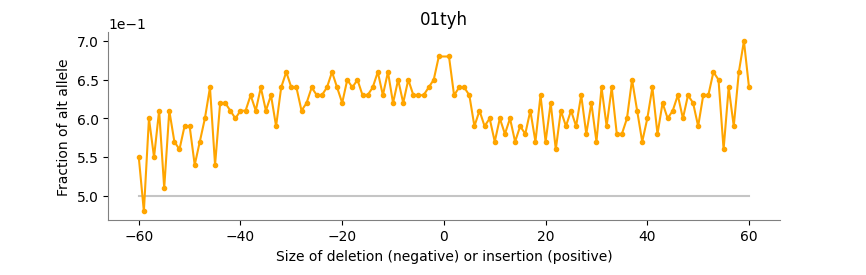 01tyh
1e−1
7.0
6.5
6.0
5.5
5.0
Fraction of alt allele
−60 −40 −20 0 20 40 60
Size of deletion (negative) or insertion (positive)